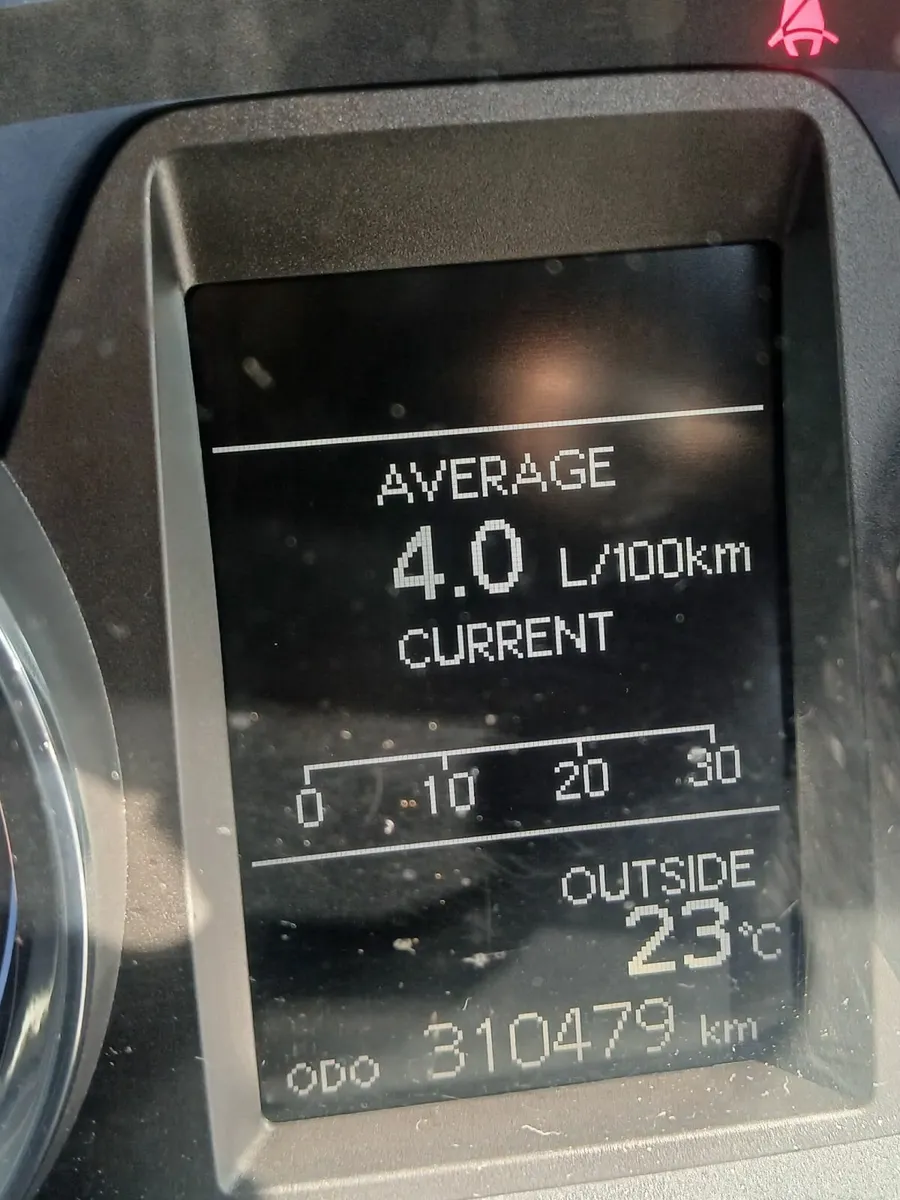 AVERAGE
4.0 L/100km
CURRENT
0 10 20 30
OUTSIDE
23°C
ODO 310479 km